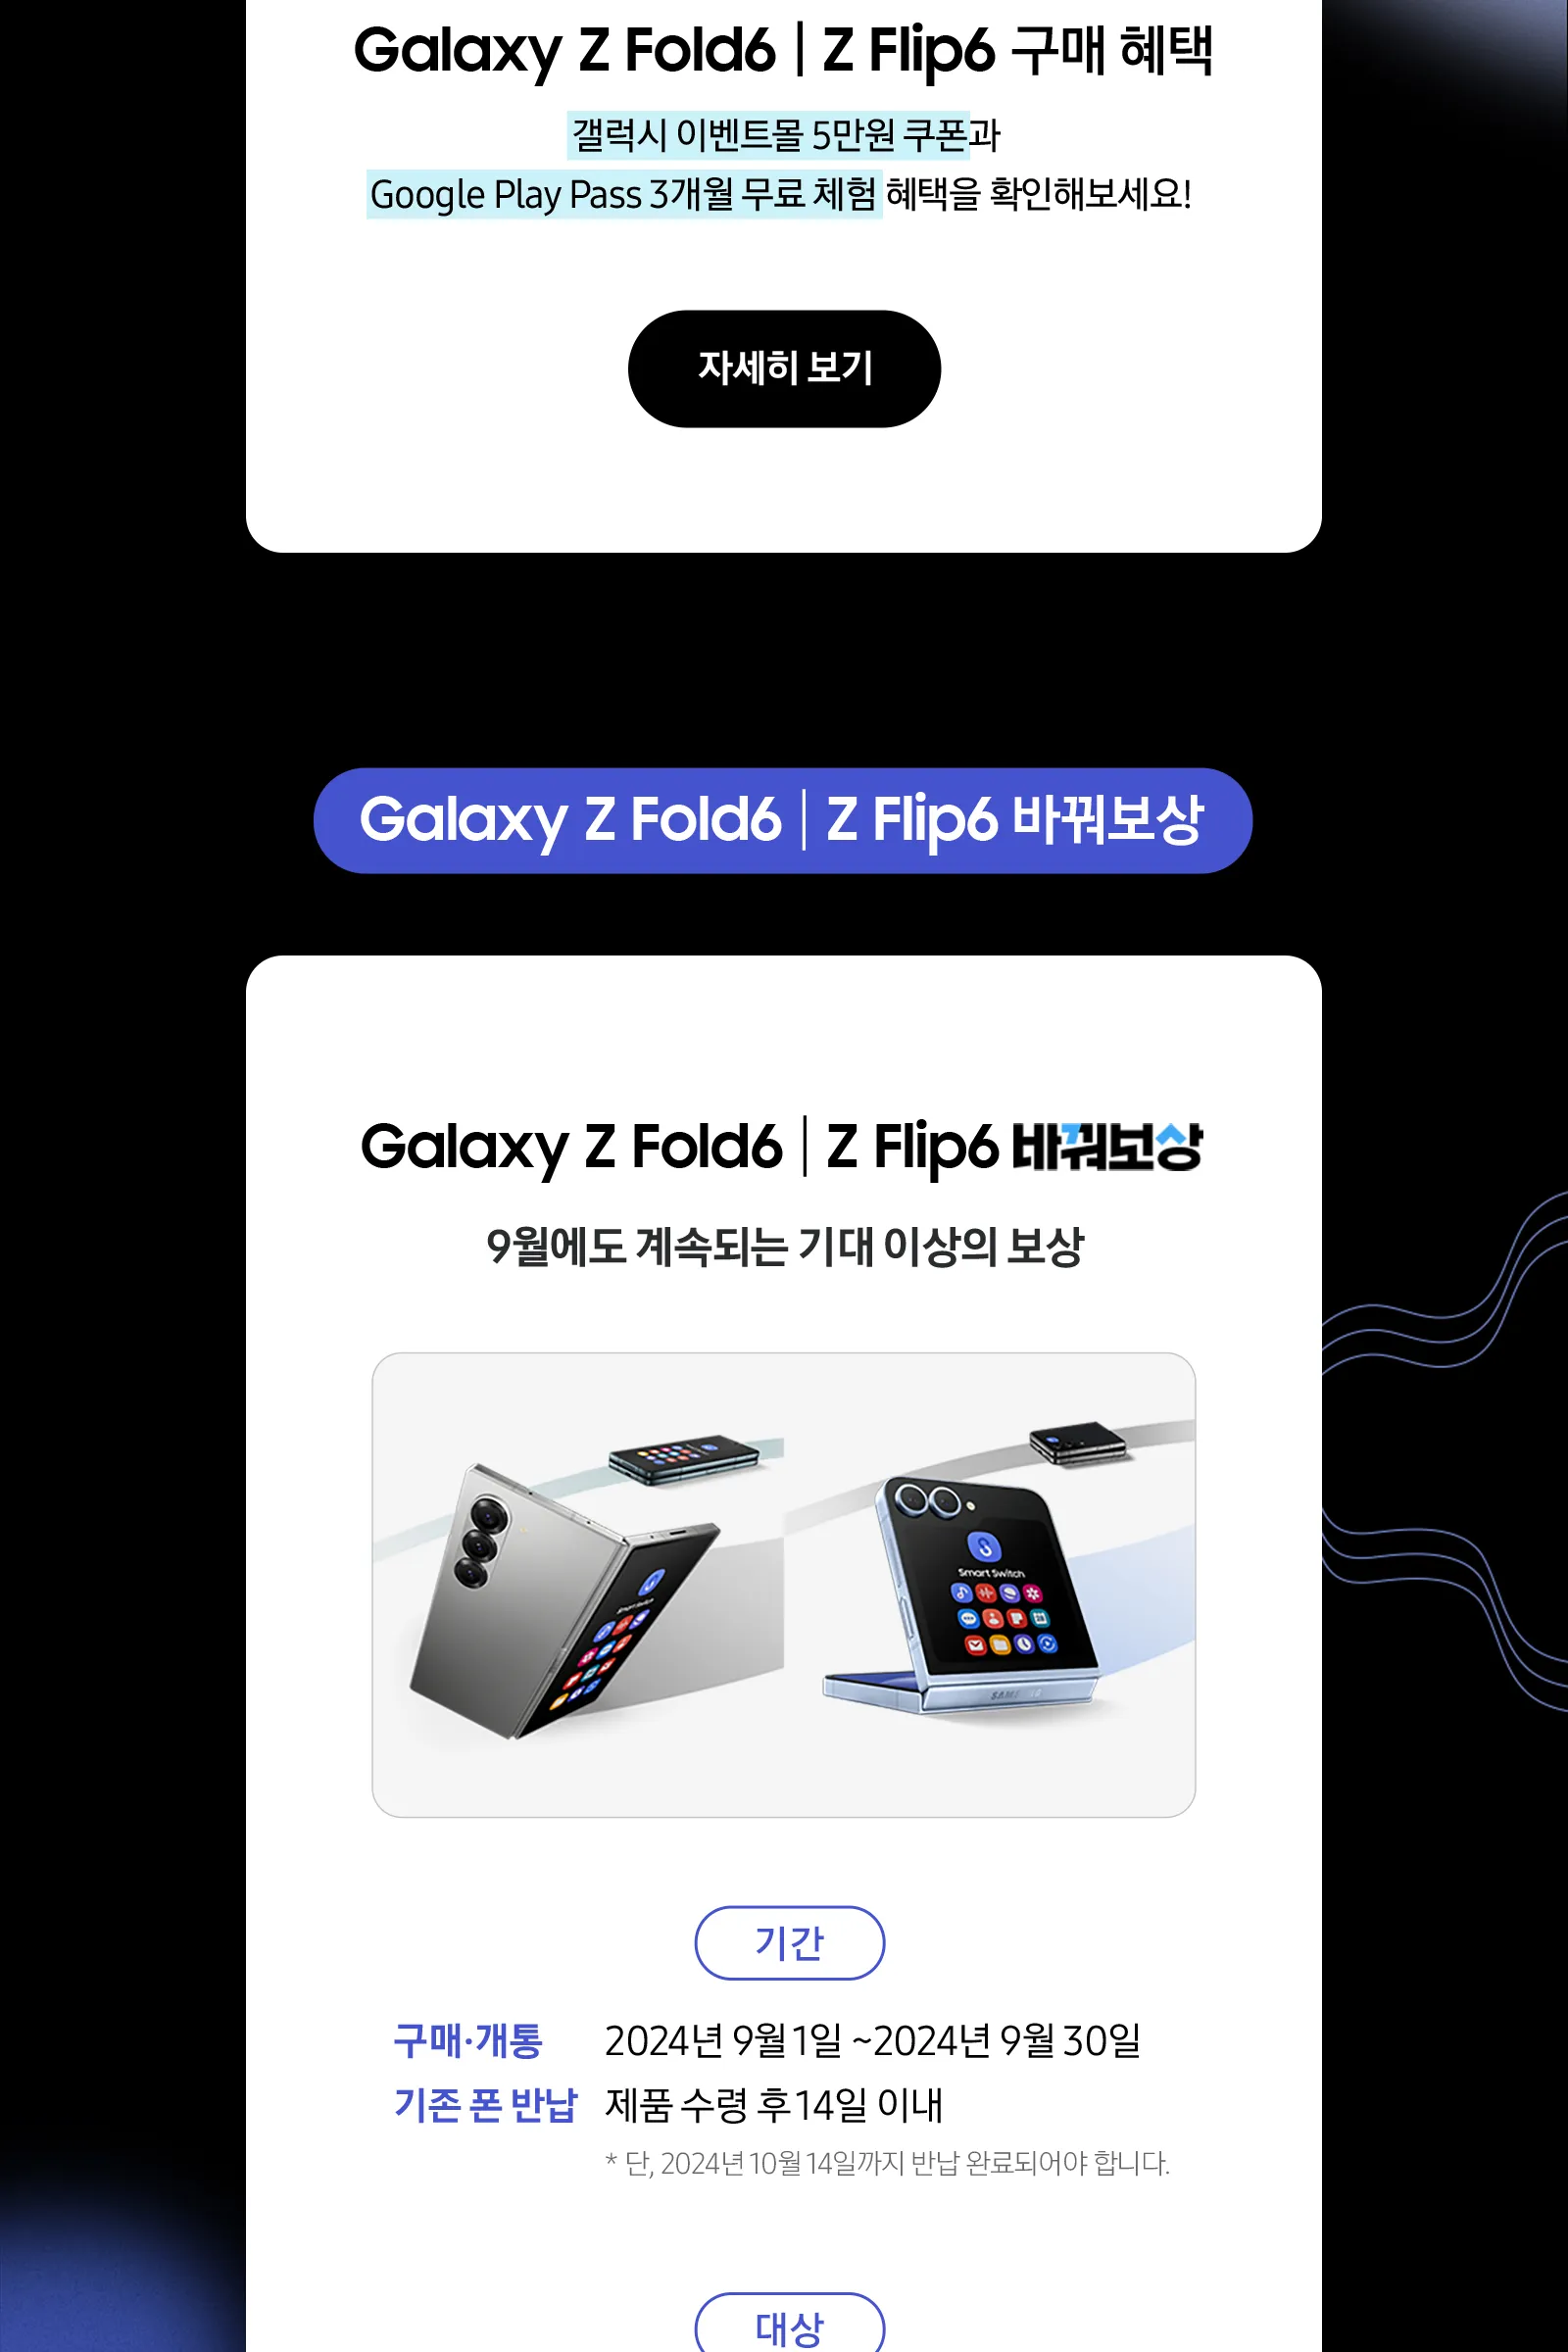 Galaxy Z Fold6 | Z Flip6 구매 혜택
갤럭시 이벤트몰 5만원 쿠폰과
Google Play Pass 3개월 무료 체험 혜택을 확인해보세요!
자세히 보기
Galaxy Z Fold6 | Z Flip6 바꿔보상
Galaxy Z Fold6 | Z Flip6 바꿔보상
9월에도 계속되는 기대 이상의 보상
Smart Switch
Smart Switch
기간
구매·개통 2024년 9월 1일 ~2024년 9월 30일
기존 폰 반납 제품 수령 후 14일 이내
* 단, 2024년 10월 14일까지 반납 완료되어야 합니다.
대상